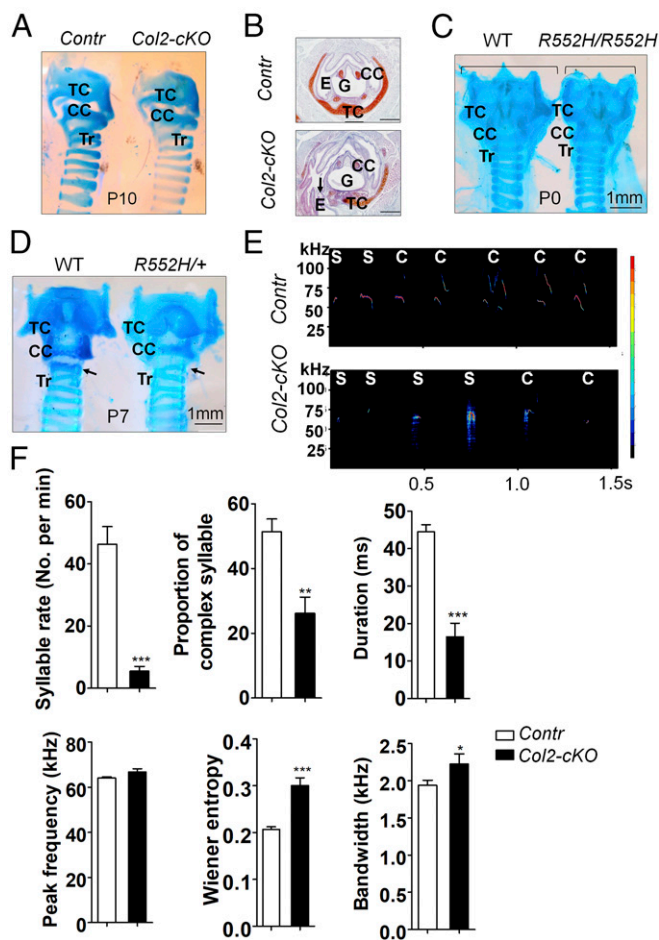 A
Contr Col2-cKO
TC
CC
Tr
TC
CC
Tr
P10
B
Contr
E G CC
TC
Col2-cKO
CC
G
E TC
C
WT R552H/R552H
TC
CC
Tr
TC
CC
Tr
P0
1mm
D
WT R552H/+
TC
CC
Tr
TC
CC
Tr
P7
1mm
E
kHz
Contr
S S C C C C C
100
75
50
25
kHz
Col2-cKO
S S S S C C
100
75
50
25
0.5 1.0 1.5s
F
Syllable rate (No. per min)
60
40
20
0
***
Proportion of
complex syllable
60
40
20
0
**
Duration (ms)
50
40
30
20
10
0
***
Peak frequency (kHz)
80
60
40
20
0
Wiener entropy
0.4
0.3
0.2
0.1
0.0
***
Bandwidth (kHz)
2.5
2.0
1.5
1.0
0.5
0.0
*
Contr
Col2-cKO